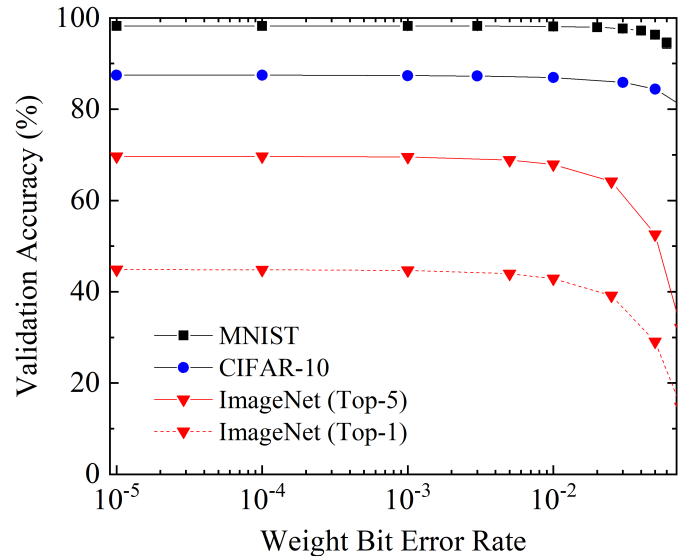 100
80
60
40
20
0
Validation Accuracy (%)
MNIST
CIFAR-10
ImageNet (Top-5)
ImageNet (Top-1)
10⁻⁵ 10⁻⁴ 10⁻³ 10⁻²
Weight Bit Error Rate